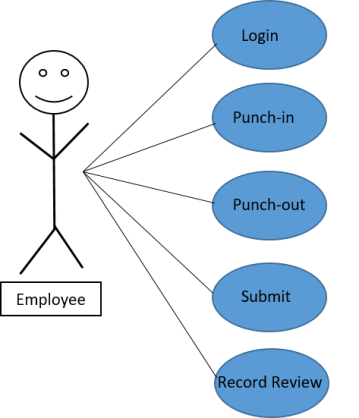 Login
Punch-in
Punch-out
Submit
Employee
Record Review